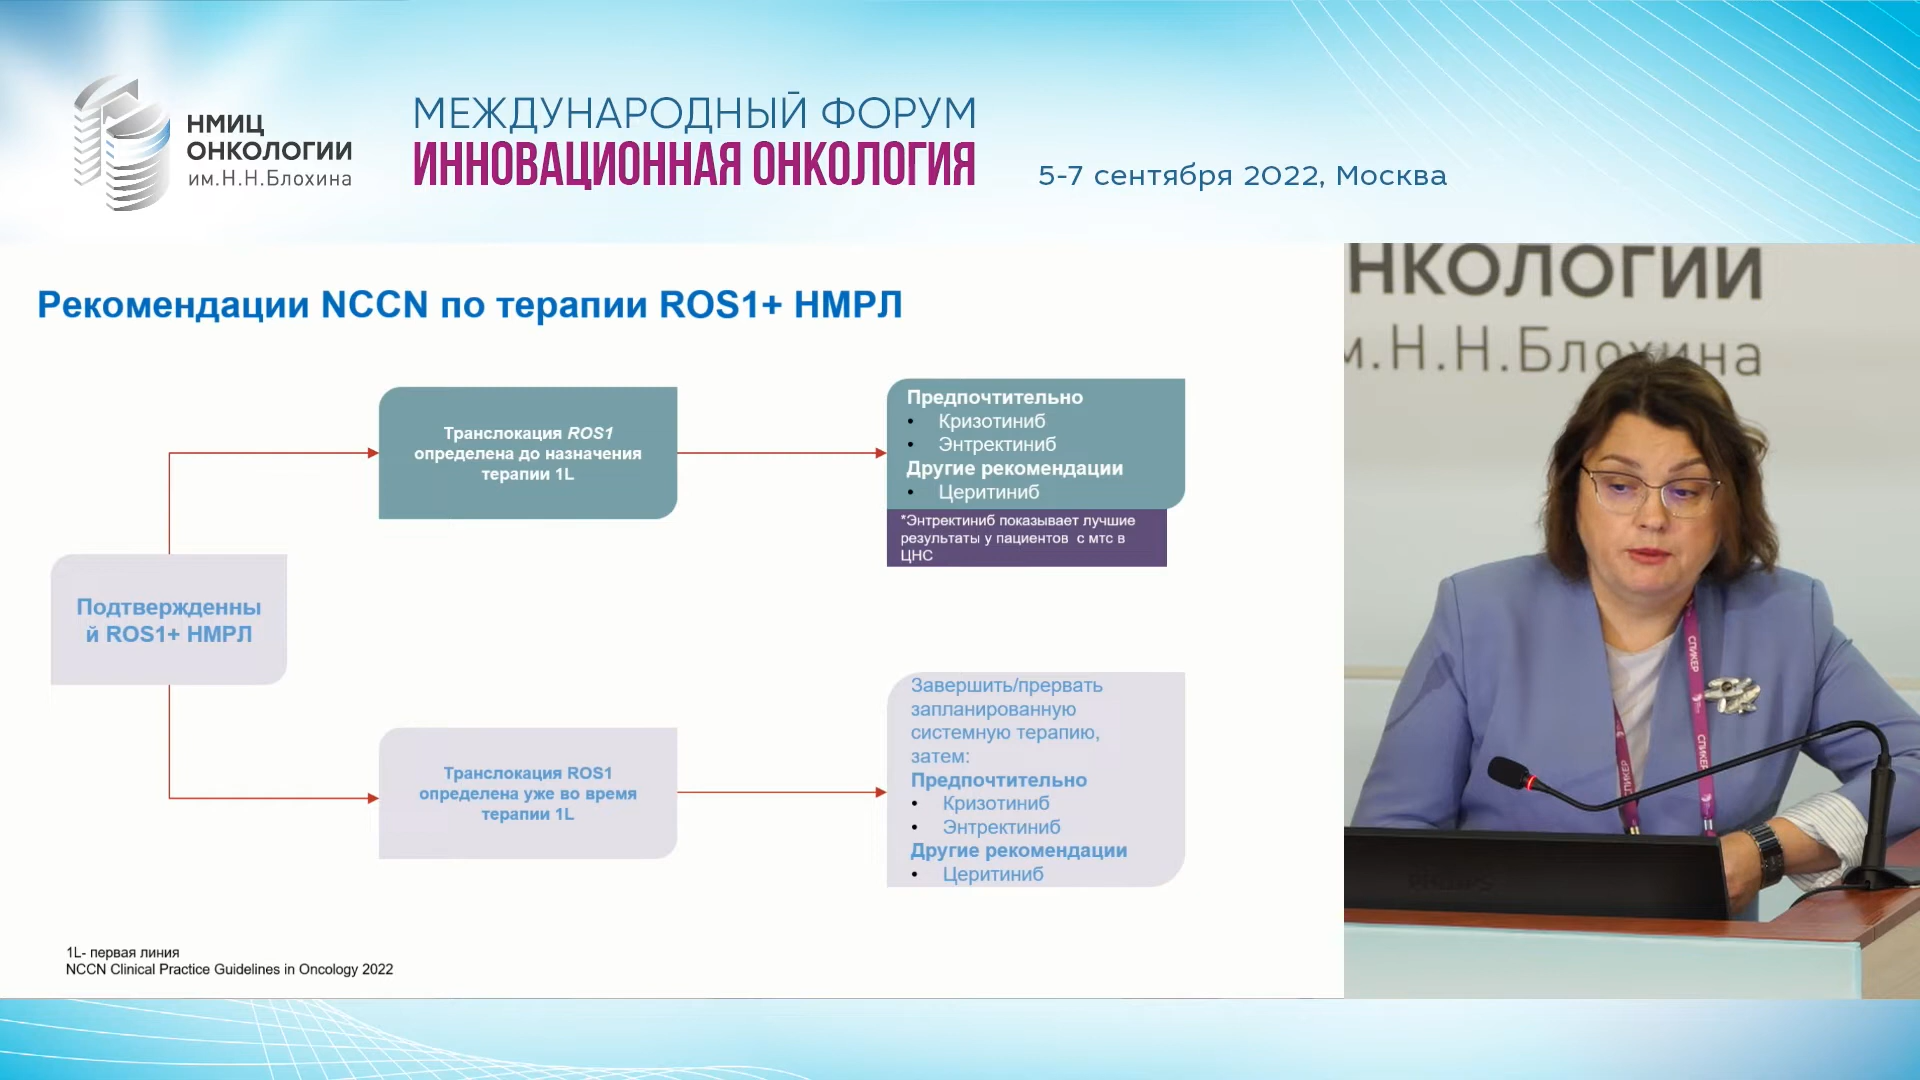 НМИЦ
ОНКОЛОГИИ
им.Н.Н.Блохина
МЕЖДУНАРОДНЫЙ ФОРУМ
ИННОВАЦИОННАЯ ОНКОЛОГИЯ
5-7 сентября 2022, Москва
Рекомендации NCCN по терапии ROS1+ НМРЛ
Подтвержденны
й ROS1+ НМРЛ
Транслокация ROS1
определена до назначения
терапии 1L
Предпочтительно
• Кризотиниб
• Энтректиниб
Другие рекомендации
• Церитиниб
*Энтректиниб показывает лучшие
результаты у пациентов с мтс в
ЦНС
Транслокация ROS1
определена уже во время
терапии 1L
Завершить/прервать
запланированную
системную терапию,
затем:
Предпочтительно
• Кризотиниб
• Энтректиниб
Другие рекомендации
• Церитиниб
1L- первая линия
NCCN Clinical Practice Guidelines in Oncology 2022
НКОЛОГИИ
м.Н.Н.Блохина
СПИКЕР
СПИКЕР